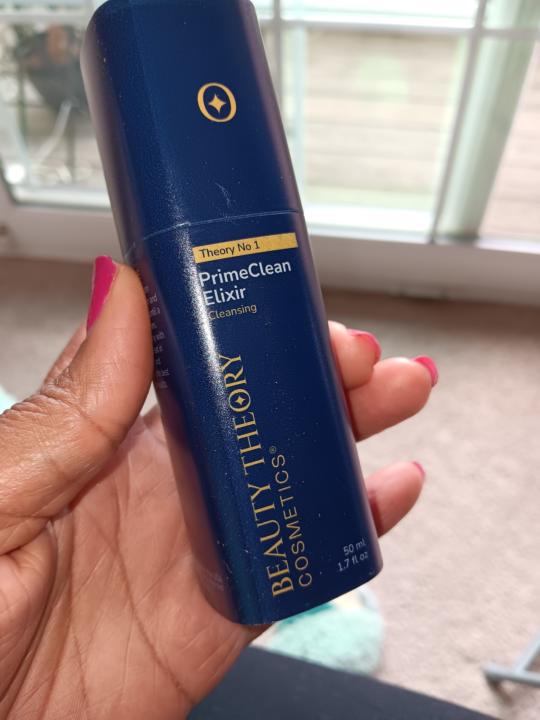 Theory No 1
PrimeClean
Elixir
Cleansing
BEAUTY THEORY
COSMETICS®
50 ml
1.7 fl oz